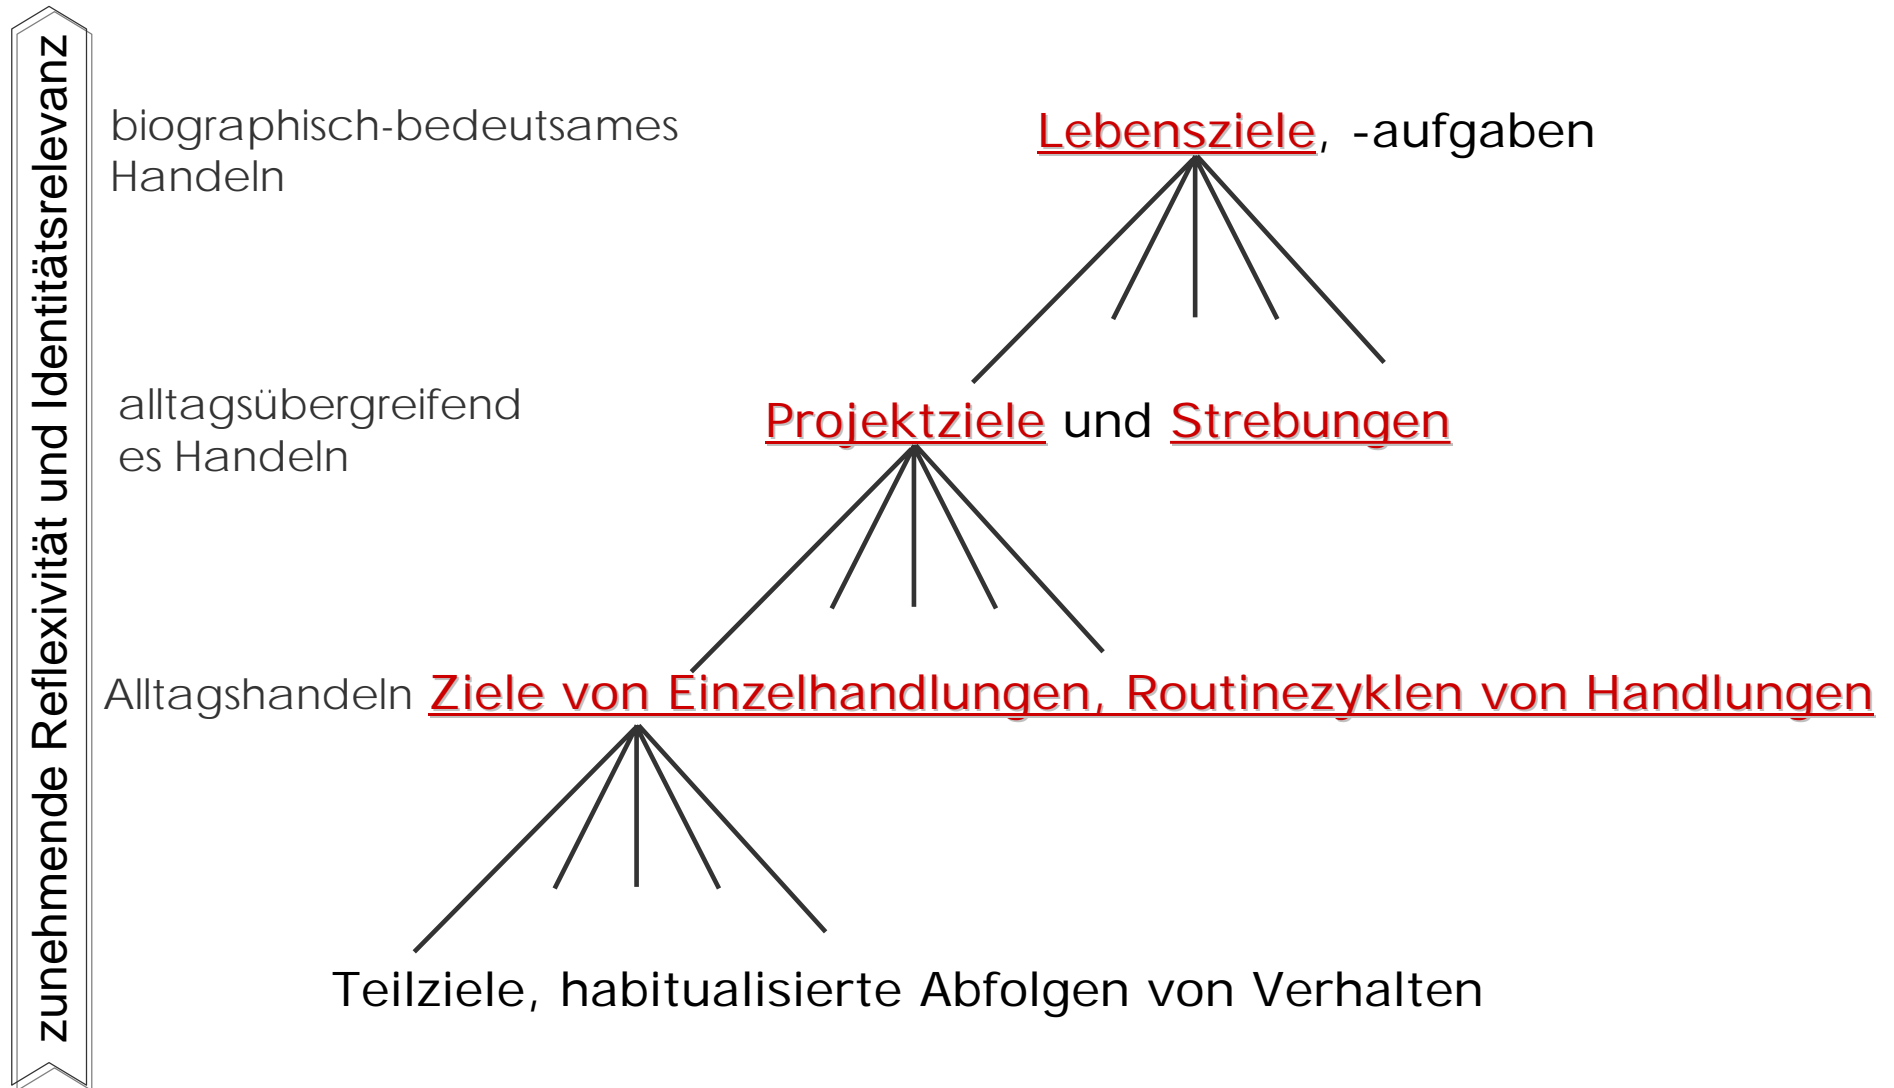 zunehmende Reflexivität und Identitätsrelevanz
biographisch-bedeutsames
Handeln
Lebensziele, -aufgaben
alltagsübergreifend
es Handeln
Projektziele und Strebungen
Alltagshandeln Ziele von Einzelhandlungen, Routinezyklen von Handlungen
Teilziele, habitualisierte Abfolgen von Verhalten